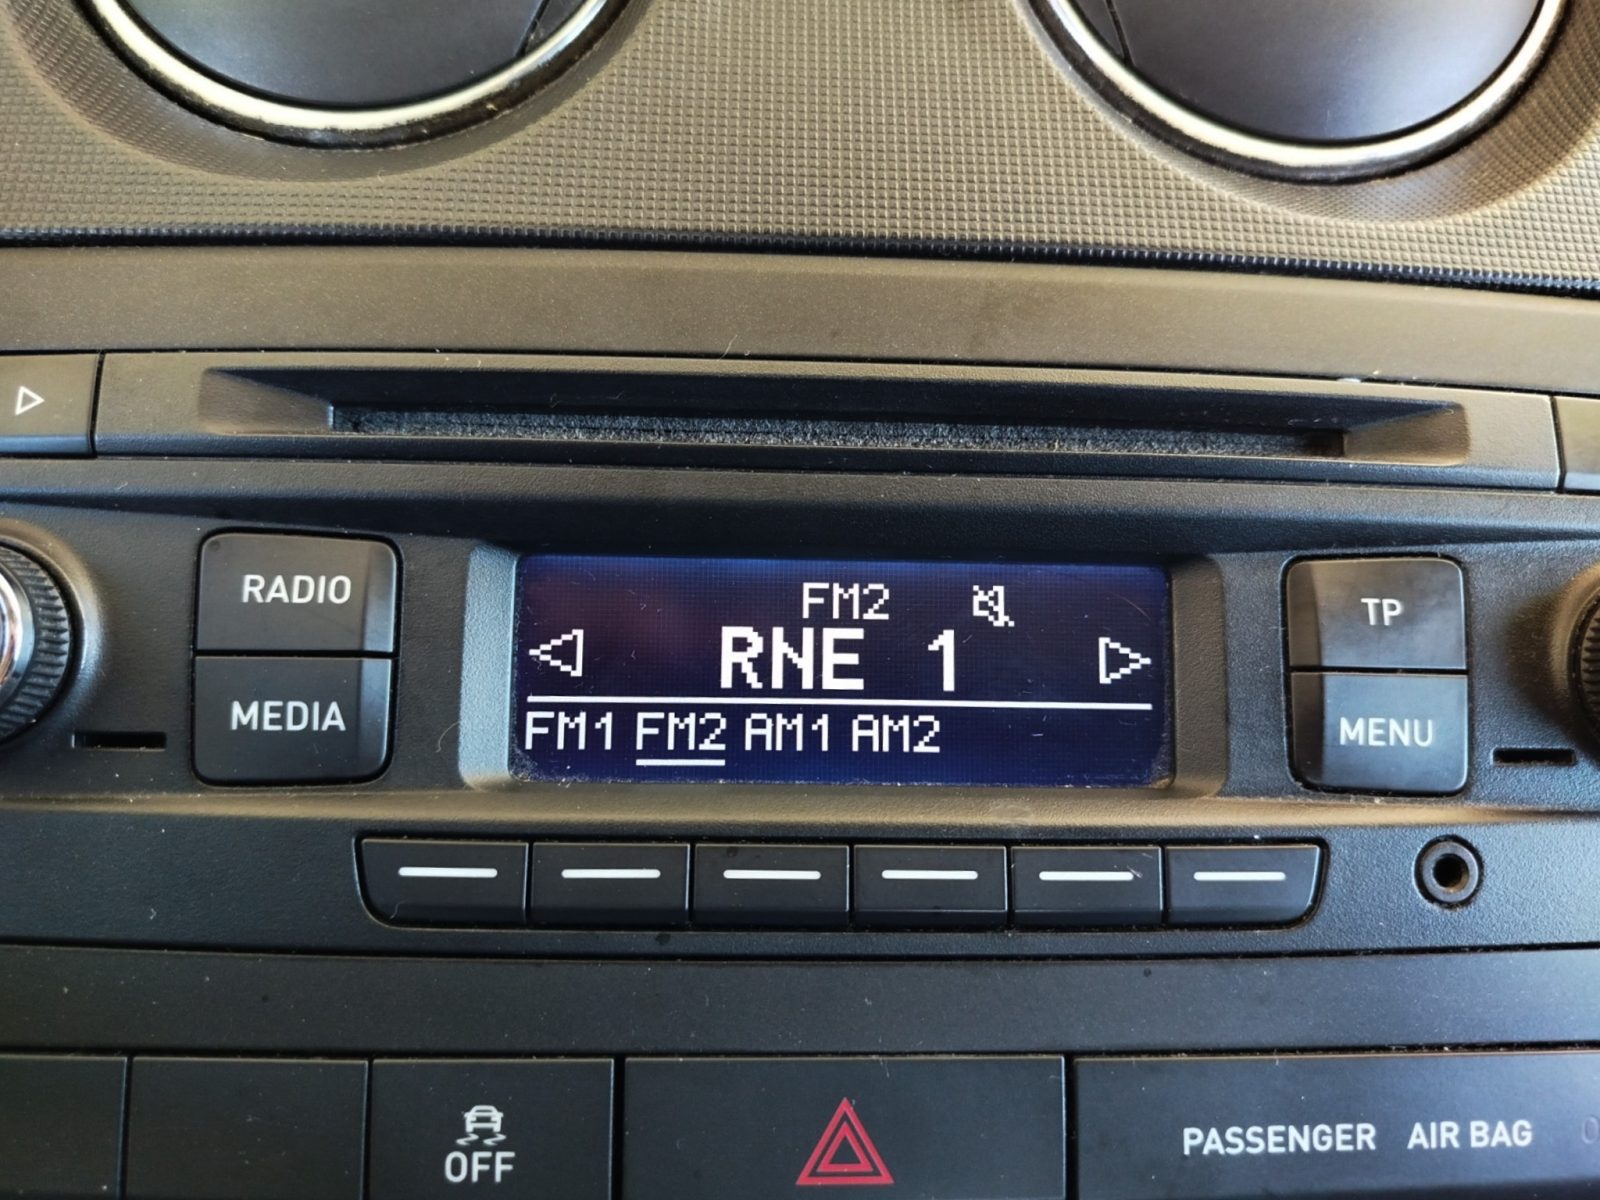 RADIO
MEDIA
FM2
RNE 1
FM1 FM2 AM1 AM2
TP
MENU
OFF
PASSENGER AIR BAG